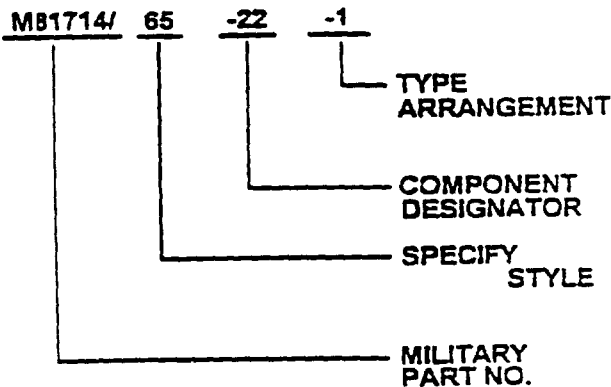 M81714/ 65 -22 -1
TYPE
ARRANGEMENT
COMPONENT
DESIGNATOR
SPECIFY
STYLE
MILITARY
PART NO.